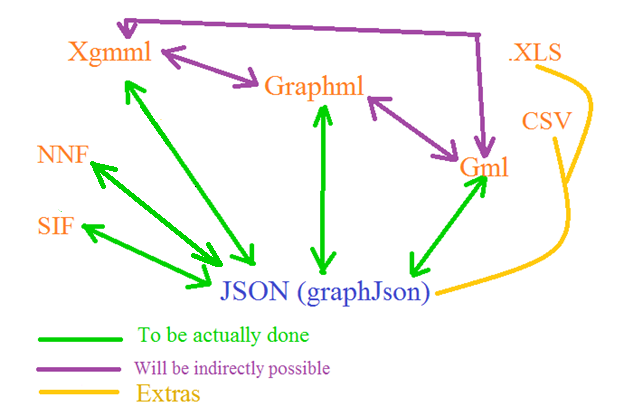 Xgmml
.XLS
Graphml
CSV
NNF
Gml
SIF
JSON (graphJson)
To be actually done
Will be indirectly possible
Extras